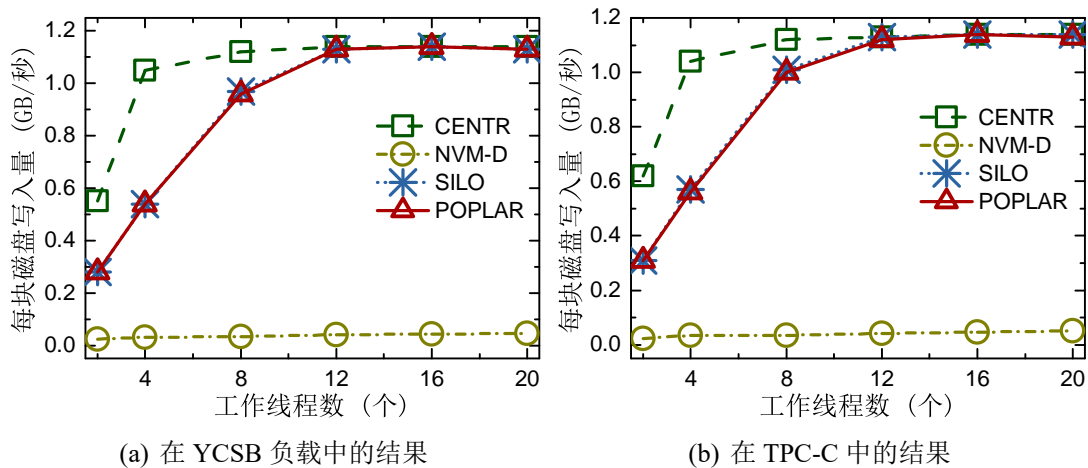 每块磁盘写入量 (GB/秒)
1.2
1.0
0.8
0.6
0.4
0.2
0.0
CENTR
NVM-D
SILO
POPLAR
4 8 12 16 20
工作线程数 (个)
(a) 在 YCSB 负载中的结果
每块磁盘写入量 (GB/秒)
1.2
1.0
0.8
0.6
0.4
0.2
0.0
CENTR
NVM-D
SILO
POPLAR
4 8 12 16 20
工作线程数 (个)
(b) 在 TPC-C 中的结果